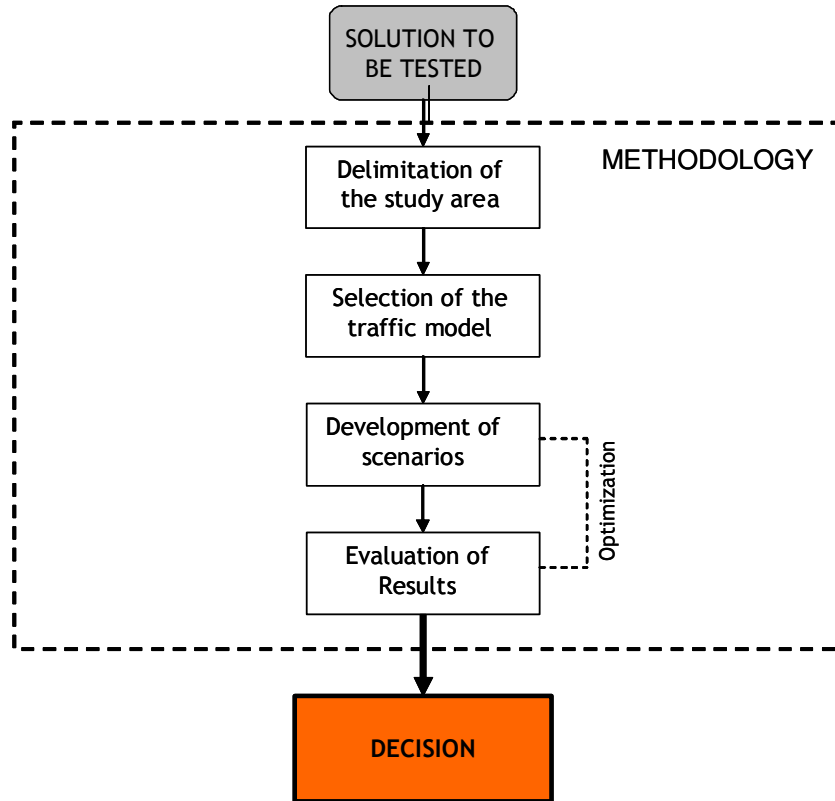 SOLUTION TO
BE TESTED
METHODOLOGY
Delimitation of
the study area
Selection of the
traffic model
Development of
scenarios
Optimization
Evaluation of
Results
DECISION